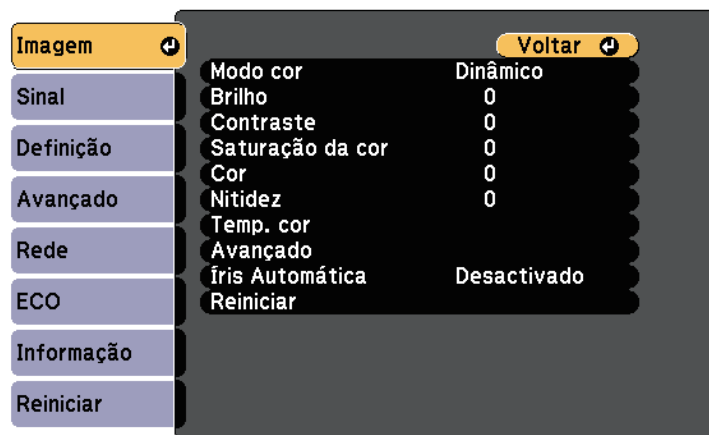 Imagem
Sinal
Definição
Avançado
Rede
ECO
Informação
Reiniciar
Voltar
Modo cor Dinâmico
Brilho 0
Contraste 0
Saturação da cor 0
Cor 0
Nitidez 0
Temp. cor
Avançado
Íris Automática Desactivado
Reiniciar